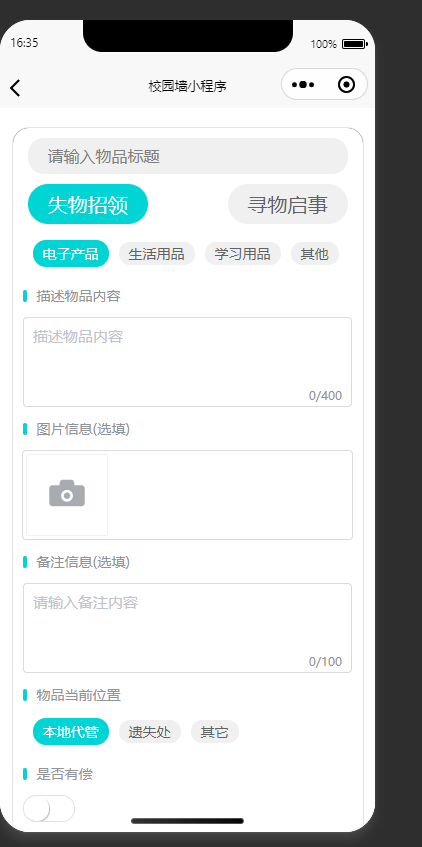 16:35 100%
校园墙小程序
请输入物品标题
失物招领 寻物启事
电子产品 生活用品 学习用品 其他
描述物品内容
描述物品内容
0/400
图片信息(选填)
备注信息(选填)
请输入备注内容
0/100
物品当前位置
本地代管 遗失处 其它
是否有偿